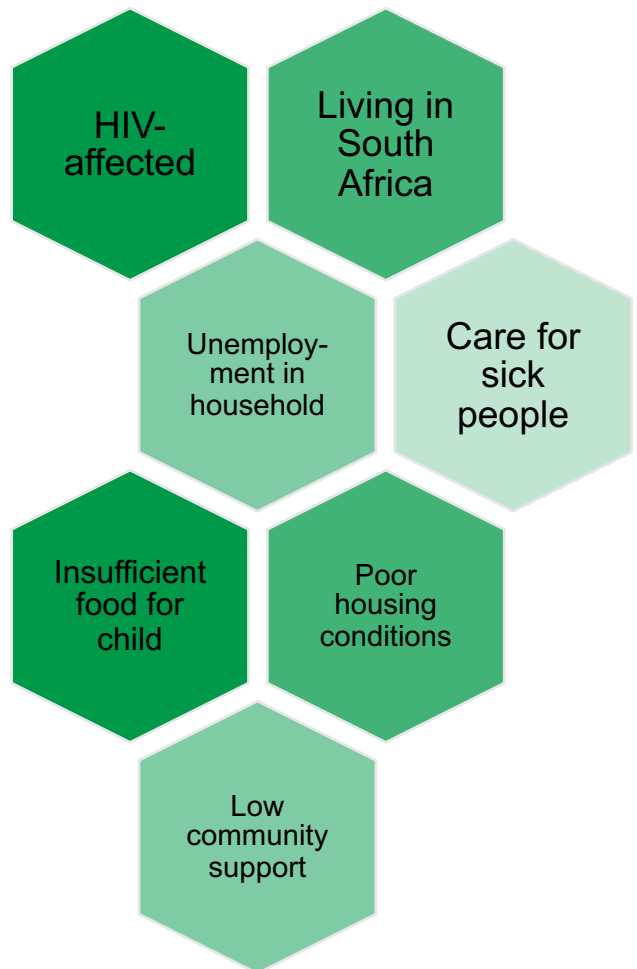 HIV-
affected
Living in
South
Africa
Unemploy-
ment in
household
Care for
sick
people
Insufficient
food for
child
Poor
housing
conditions
Low
community
support